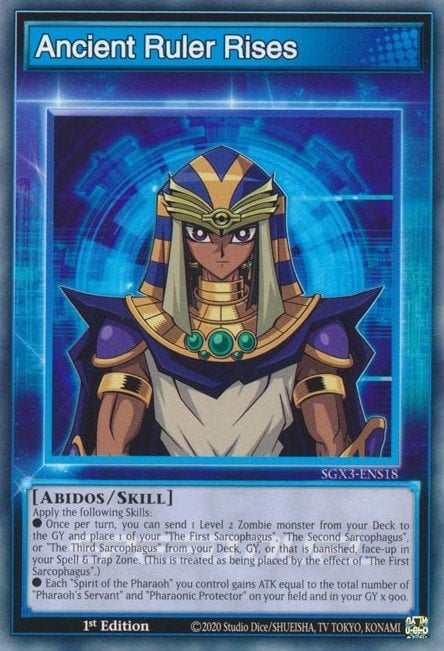 Ancient Ruler Rises
SGX3-ENS18
[Abidos/Skill]
Apply the following Skills:
● Once per turn, you can send 1 Level 2 Zombie monster from your Deck to
the GY and place 1 of your "The First Sarcophagus", "The Second Sarcophagus",
or "The Third Sarcophagus" from your Deck, GY, or that is banished, face-up in
your Spell & Trap Zone. (This is treated as being placed by the effect of "The First
Sarcophagus".)
● Each "Spirit of the Pharaoh" you control gains ATK equal to the total number of
"Pharaoh's Servant" and "Pharaonic Protector" on your field and in your GY x 900.
1st Edition
©2020 Studio Dice/SHUEISHA, TV TOKYO, KONAMI